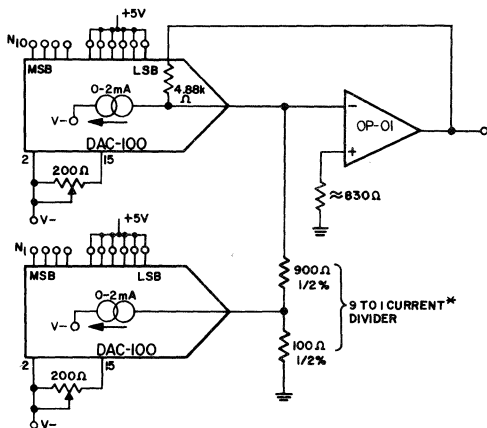 +5V
N10
MSB
LSB
0-2mA
4.88k
Ω
V-
DAC-100
2
15
200Ω
V-
OP-01
−
+
≈830Ω
+5V
N1
MSB
LSB
0-2mA
V-
DAC-100
2
15
200Ω
V-
900Ω
1/2%
100Ω
1/2%
9 TO 1 CURRENT*
DIVIDER